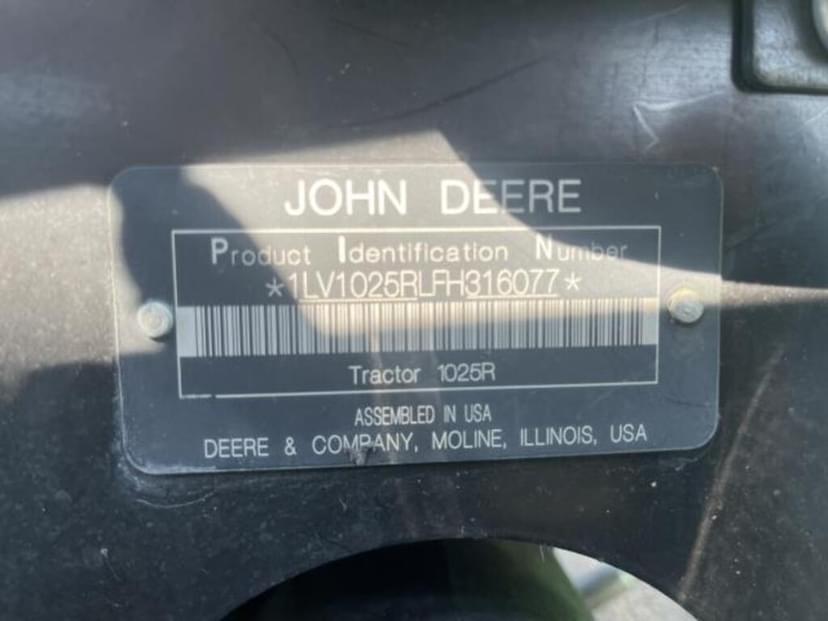 JOHN DEERE
Product Identification Number
*1LV1025RLFH316077*
Tractor 1025R
ASSEMBLED IN USA
DEERE & COMPANY, MOLINE, ILLINOIS, USA